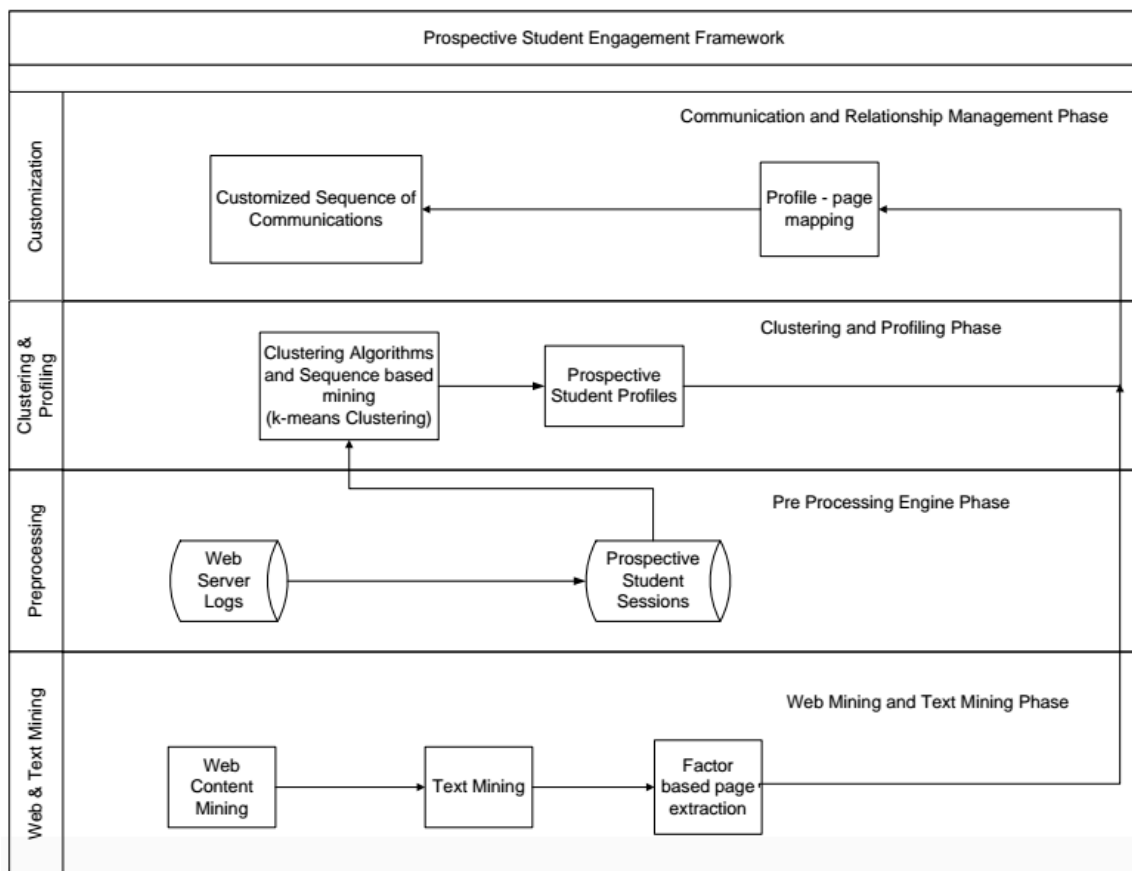 Prospective Student Engagement Framework
Customization
Communication and Relationship Management Phase
Customized Sequence of
Communications
Profile - page
mapping
Clustering &
Profiling
Clustering and Profiling Phase
Clustering Algorithms
and Sequence based
mining
(k-means Clustering)
Prospective
Student Profiles
Preprocessing
Pre Processing Engine Phase
Web
Server
Logs
Prospective
Student
Sessions
Web & Text Mining
Web Mining and Text Mining Phase
Web
Content
Mining
Text Mining
Factor
based page
extraction